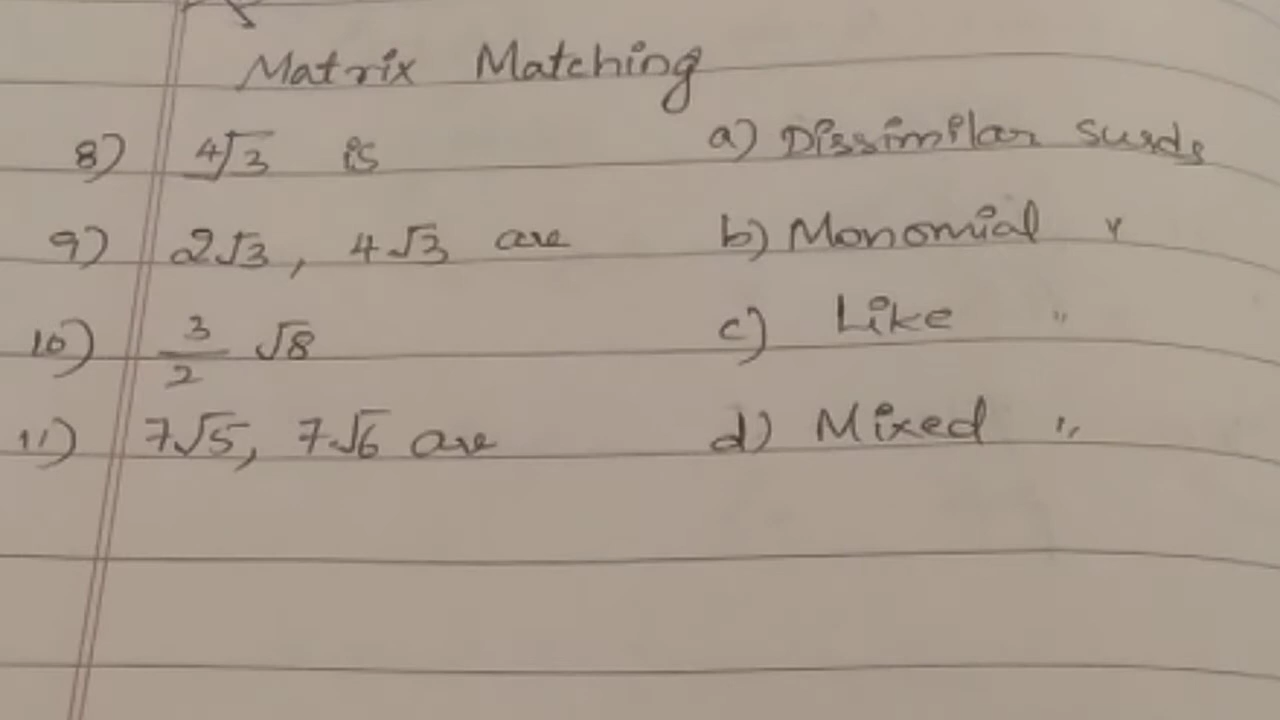 Matrix Matching
8) ∜3 is a) Dissimilar surds
9) 2√3, 4√3 are b) Monomial "
10) 3/2 √8 c) Like "
11) 7√5, 7√6 are d) Mixed "